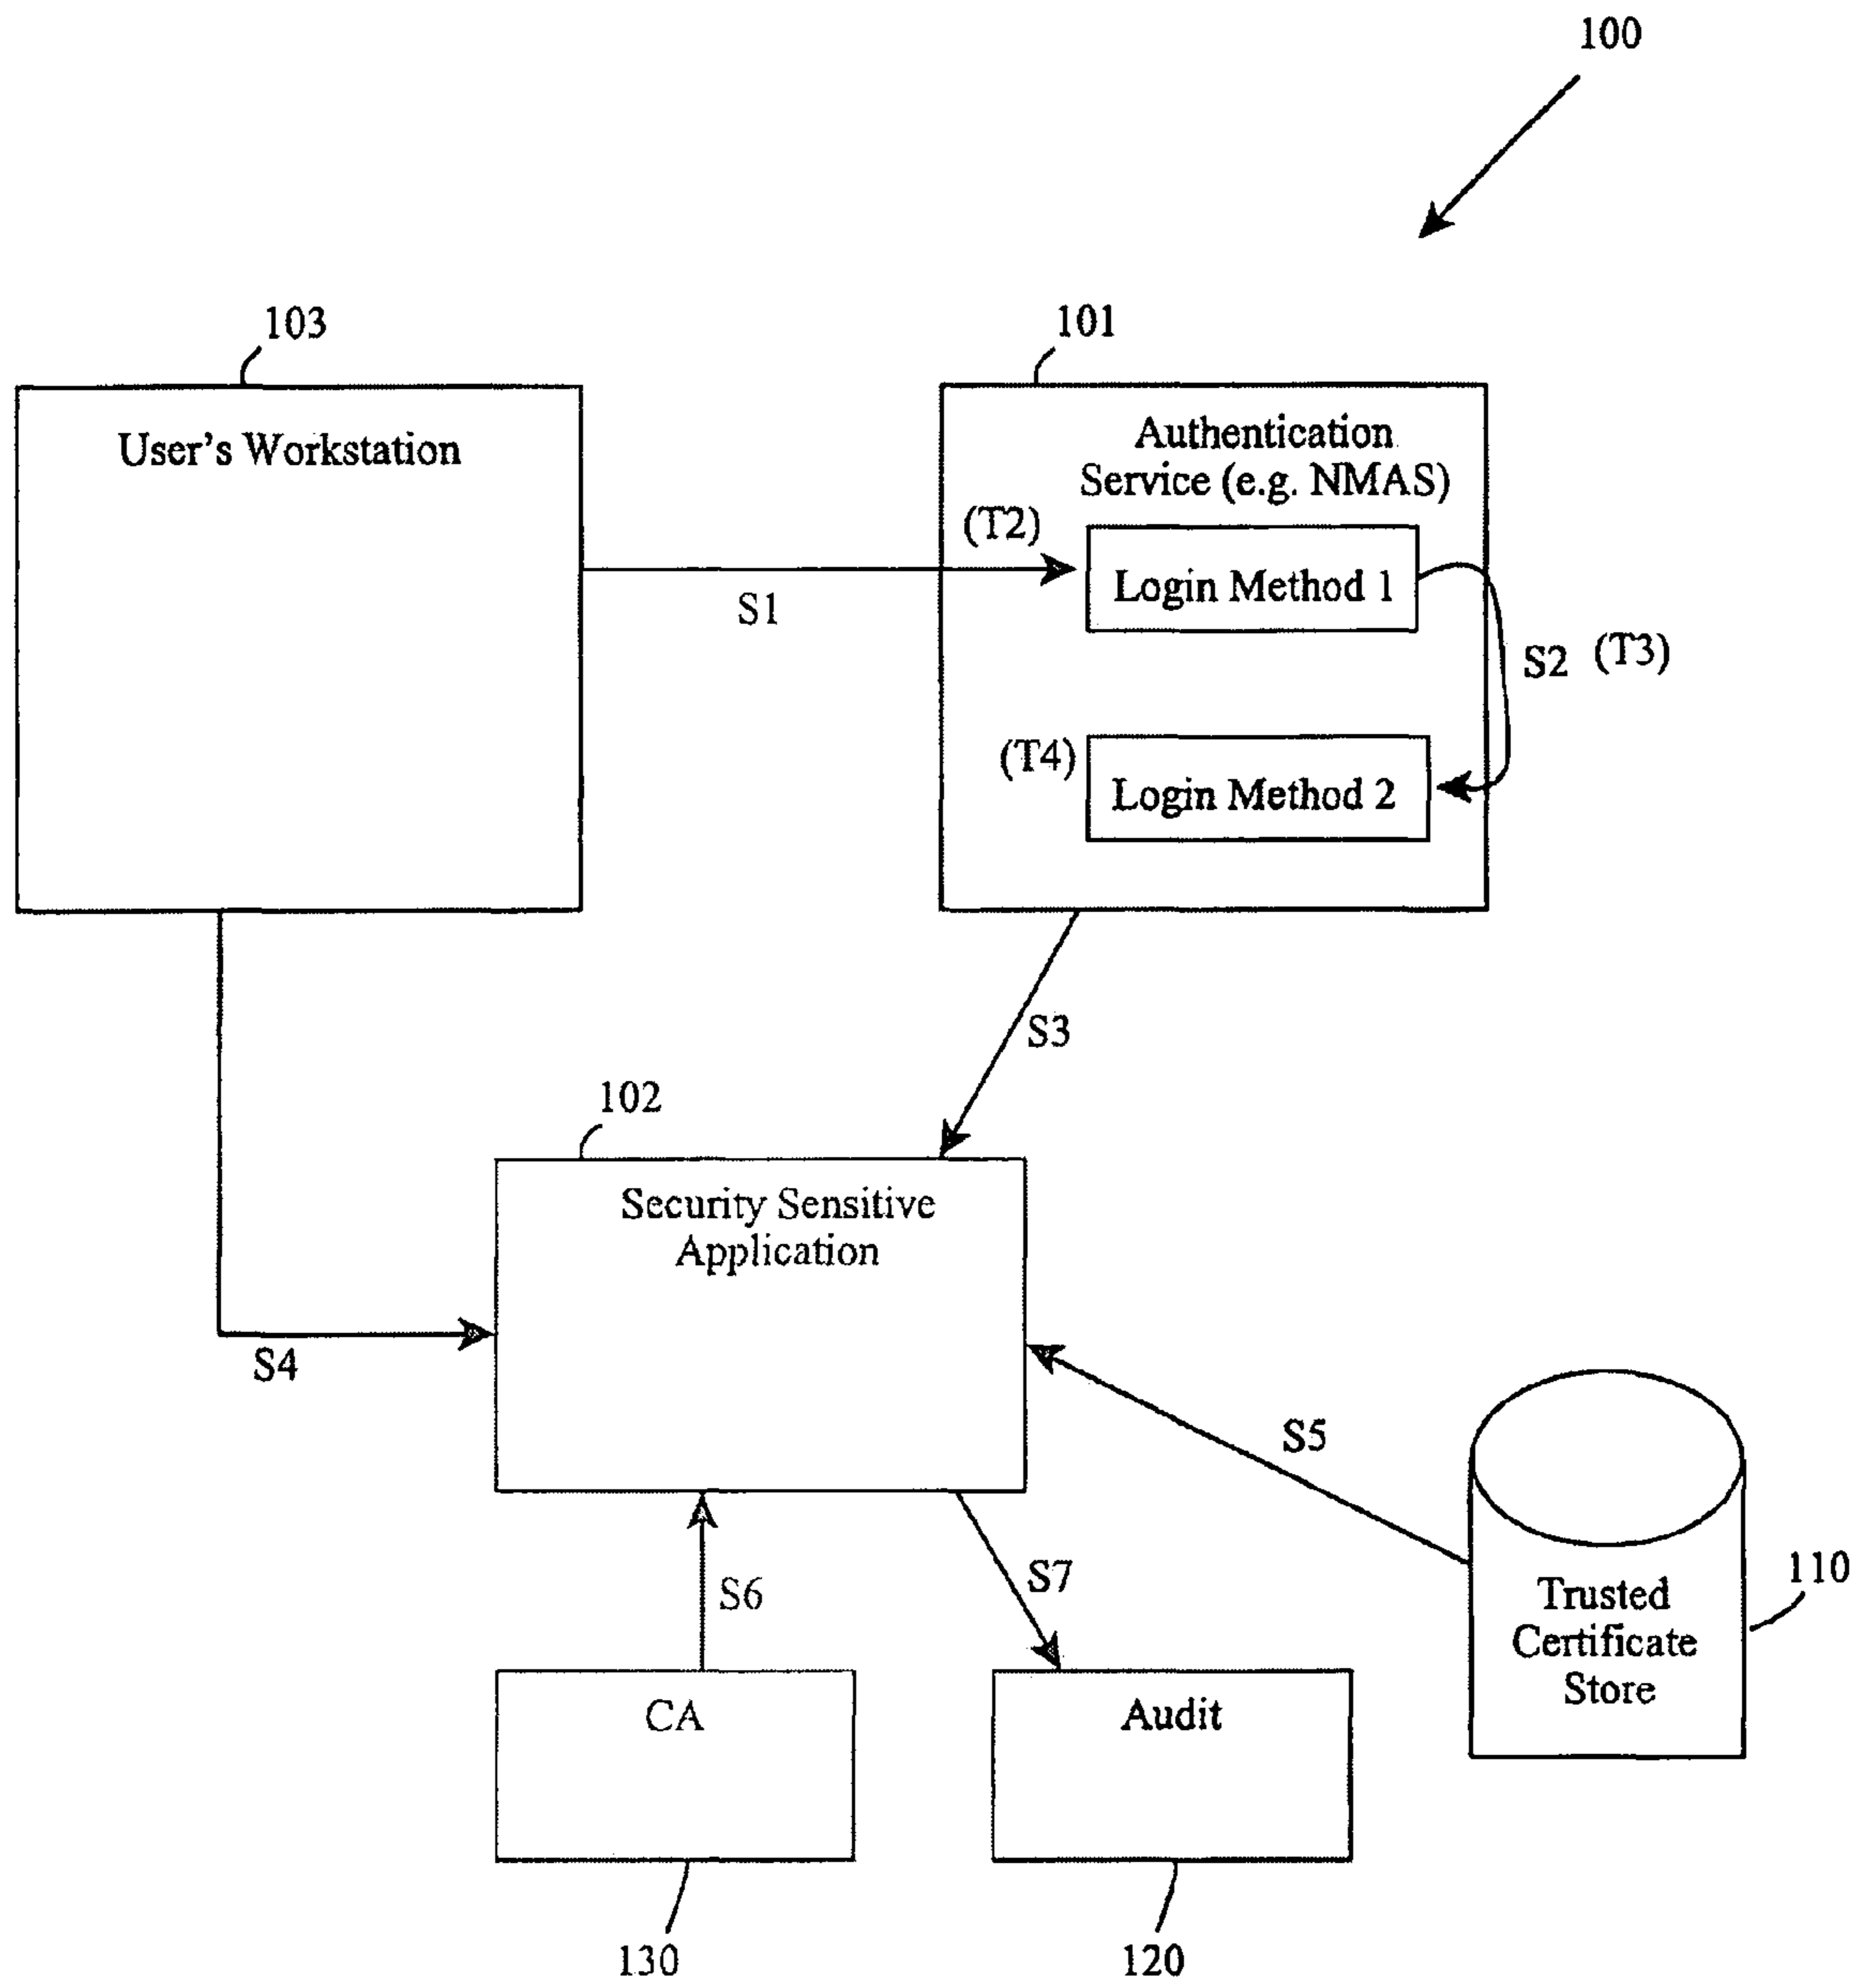 100
103
101
User's Workstation
Authentication
Service (e.g. NMAS)
(T2)
Login Method 1
S1
S2 (T3)
(T4)
Login Method 2
S3
102
Security Sensitive
Application
S4
S5
S6
S7
110
Trusted
Certificate
Store
CA
Audit
130
120